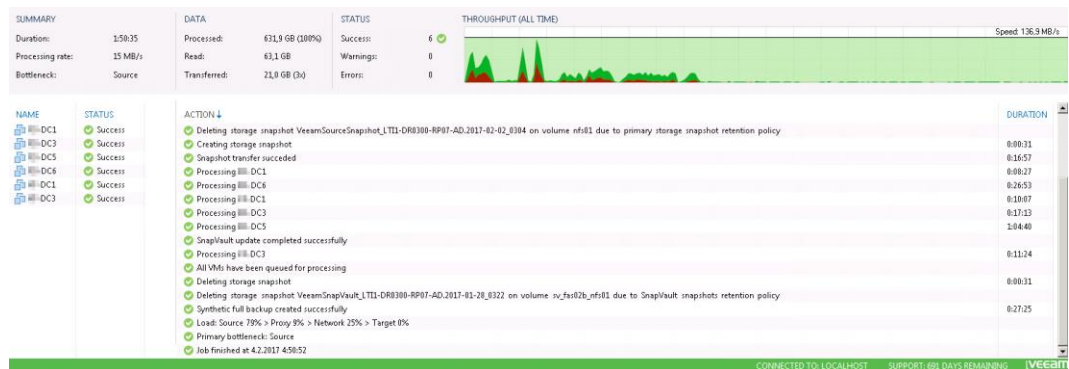 SUMMARY DATA STATUS THROUGHPUT (ALL TIME)
Duration: 1:50:35 Processed: 631,9 GB (100%) Success: 6 Speed: 136,9 MB/s
Processing rate: 15 MB/s Read: 63,1 GB Warnings: 0
Bottleneck: Source Transferred: 21,0 GB (3x) Errors: 0
NAME STATUS ACTION DURATION
-DC1 Success Deleting storage snapshot VeeamSourceSnapshot_LTI1-DR0300-RP07-AD.2017-02-02_0304 on volume nfs01 due to primary storage snapshot retention policy
-DC3 Success Creating storage snapshot 0:00:31
-DC5 Success Snapshot transfer succeded 0:16:57
-DC6 Success Processing -DC1 0:08:27
-DC1 Success Processing -DC6 0:26:53
-DC3 Success Processing -DC1 0:10:07
Processing -DC3 0:17:13
Processing -DC5 1:04:40
SnapVault update completed successfully
Processing -DC3 0:11:24
All VMs have been queued for processing
Deleting storage snapshot 0:00:31
Deleting storage snapshot VeeamSnapVault_LTI1-DR0300-RP07-AD.2017-01-28_0322 on volume sv_fas02b_nfs01 due to SnapVault snapshots retention policy
Synthetic full backup created successfully 0:27:25
Load: Source 79% > Proxy 9% > Network 25% > Target 0%
Primary bottleneck: Source
Job finished at 4.2.2017 4:50:52
CONNECTED TO: LOCALHOST SUPPORT: 691 DAYS REMAINING VEEAM